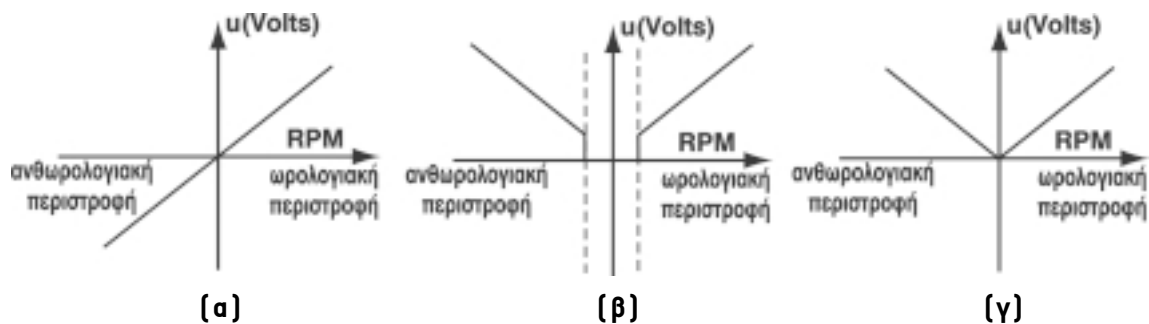 u(Volts)
RPM
ανθωρολογιακή
περιστροφή
ωρολογιακή
περιστροφή
(α)
u(Volts)
RPM
ανθωρολογιακή
περιστροφή
ωρολογιακή
περιστροφή
(β)
u(Volts)
RPM
ανθωρολογιακή
περιστροφή
ωρολογιακή
περιστροφή
(γ)